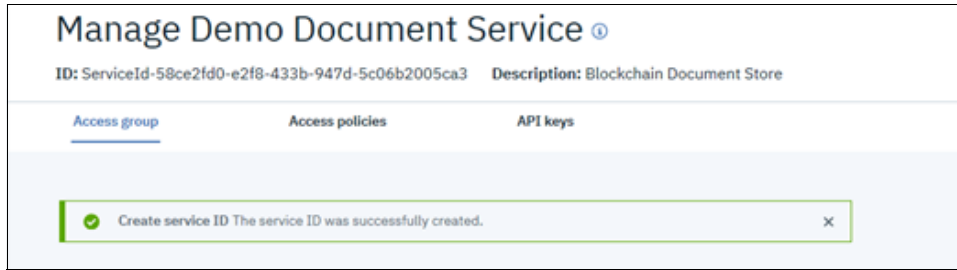 Manage Demo Document Service
ID: ServiceId-58ce2fd0-e2f8-433b-947d-5c06b2005ca3 Description: Blockchain Document Store
Access group Access policies API keys
Create service ID The service ID was successfully created.